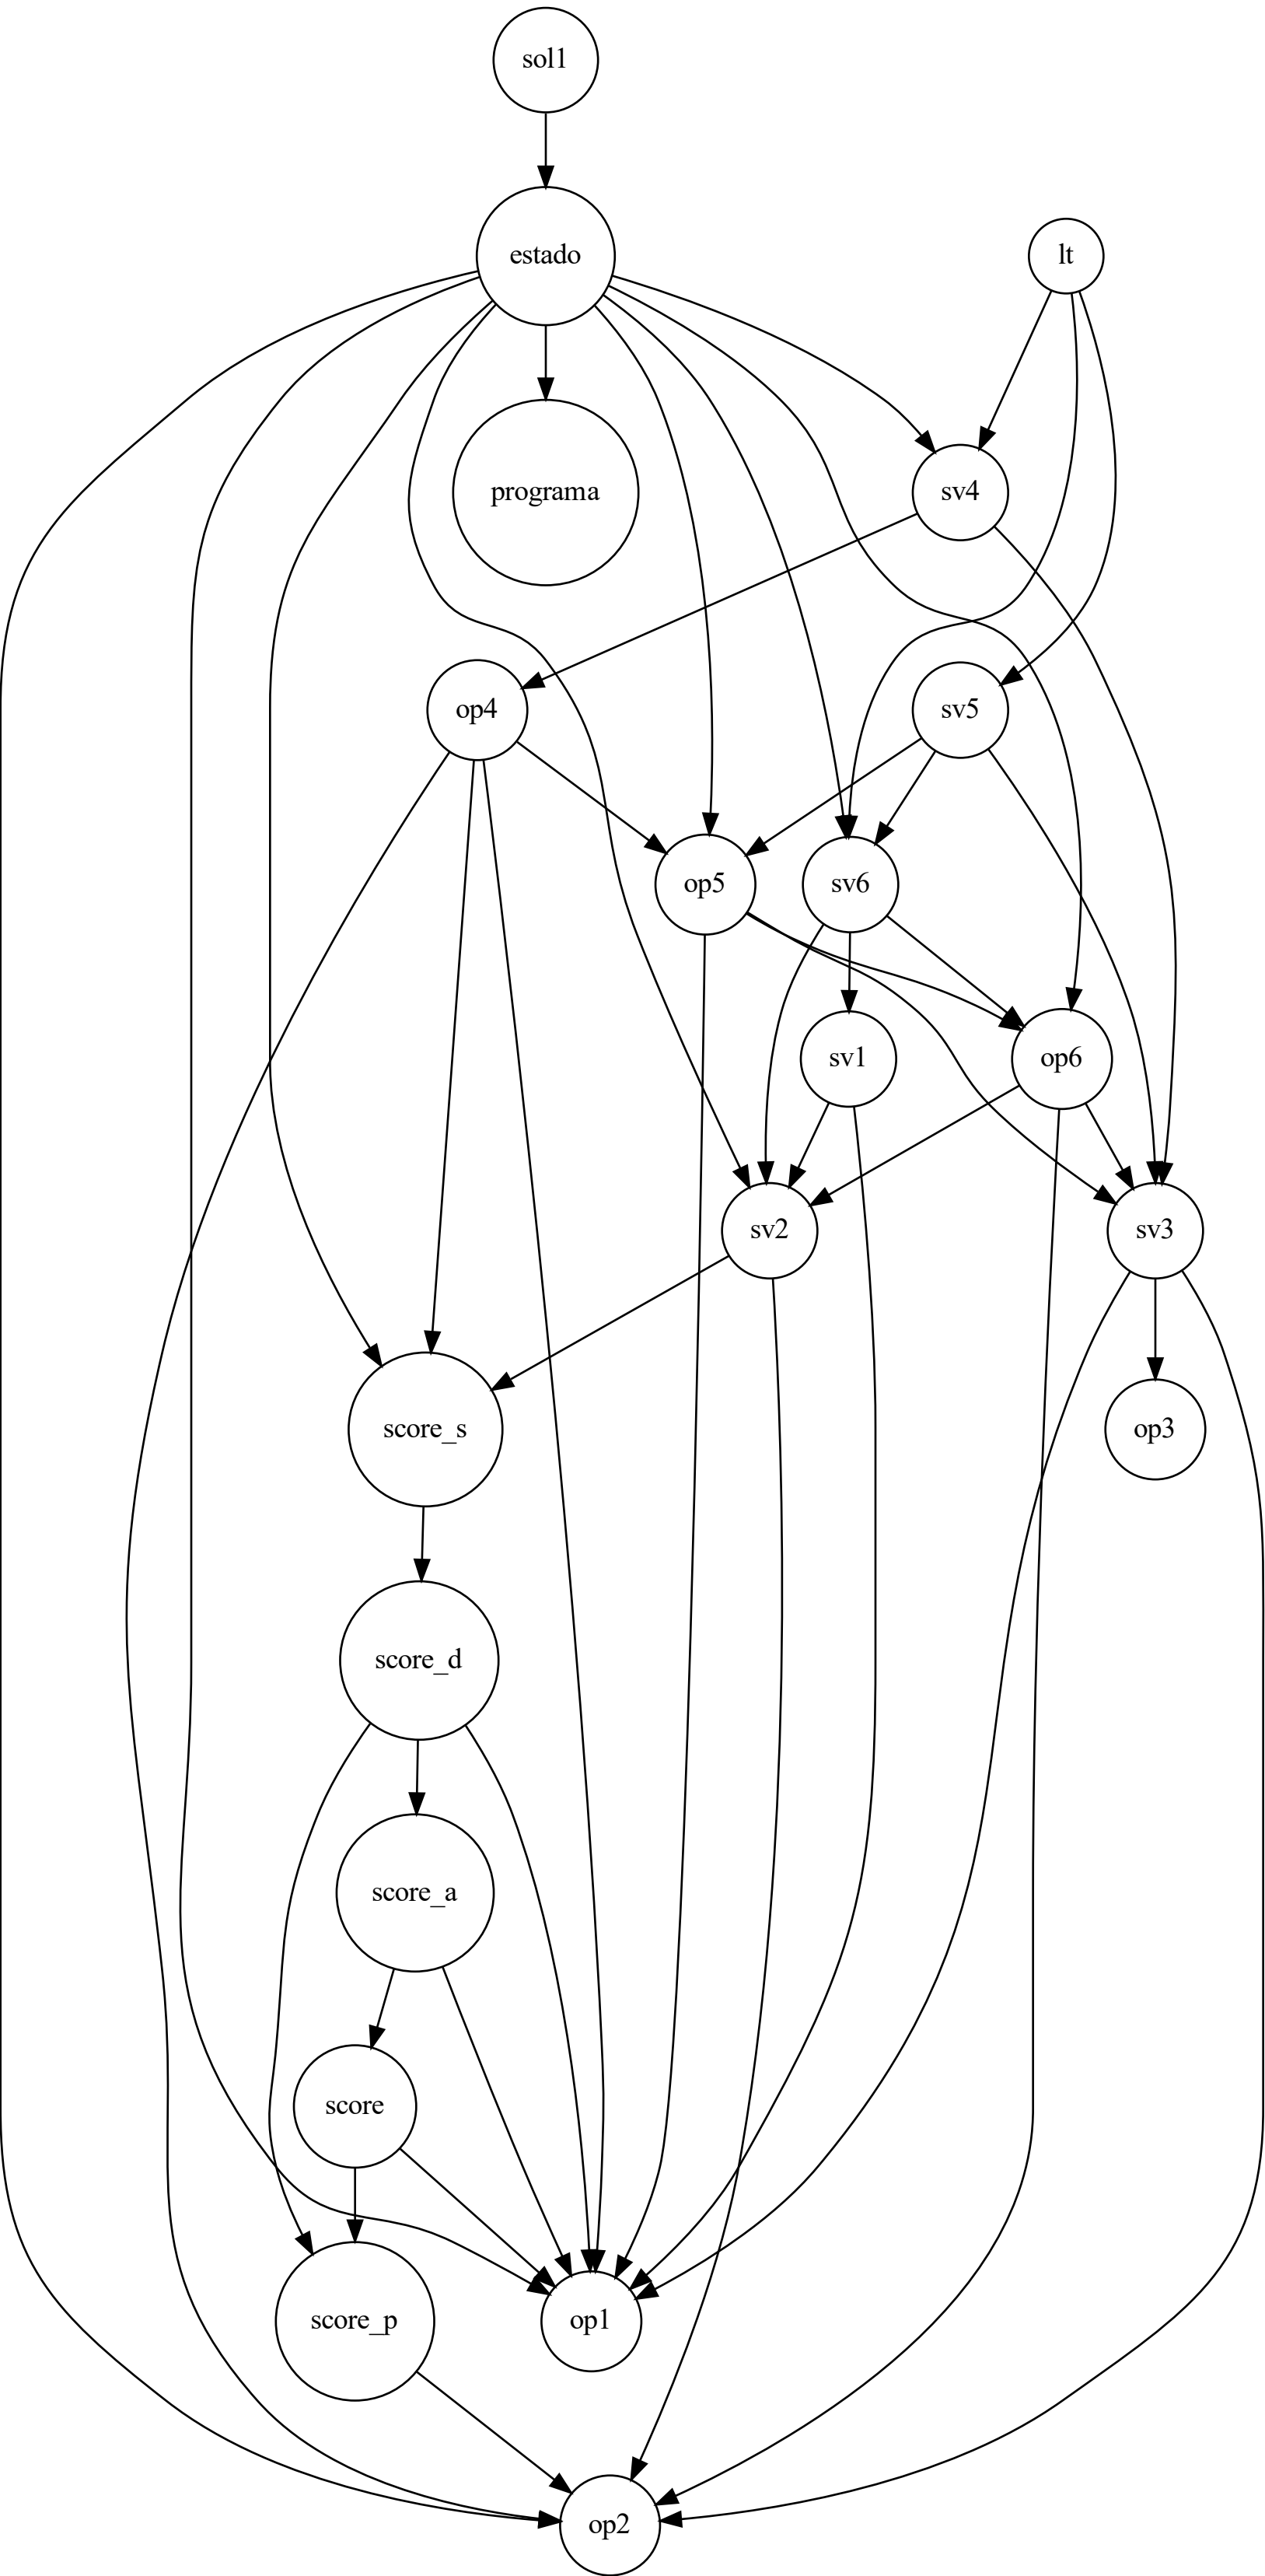 sol1
estado
lt
programa
sv4
op4
sv5
op5
sv6
sv1
op6
sv2
sv3
score_s
op3
score_d
score_a
score
score_p
op1
op2